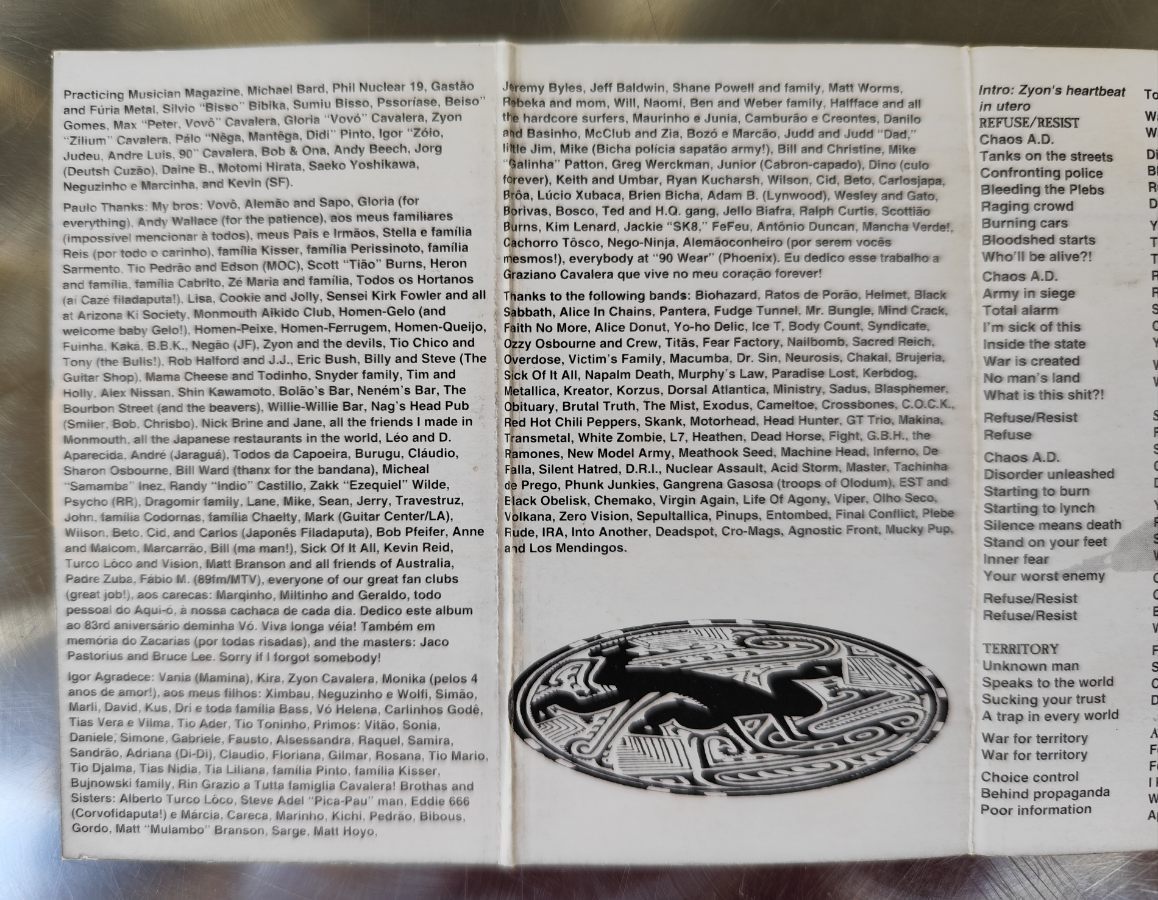 Practicing Musician Magazine, Michael Bard, Phil Nuclear 19, Gastão
and Fúria Metal, Silvio "Bisso" Bibika, Sumiu Bisso, Pssoríase, Beiso"
Gomes, Max "Peter, Vovô" Cavalera, Gloria "Vovó" Cavalera, Zyon
"Zilium" Cavalera, Pálo "Nêga, Mantêga, Didi" Pinto, Igor "Zóio,
Judeu, Andre Luis, 90" Cavalera, Bob & Ona, Andy Beech, Jorg
(Deutsh Cuzão), Daine B., Motomi Hirata, Saeko Yoshikawa,
Neguzinho e Marcinha, and Kevin (SF).
Paulo Thanks: My bros: Vovô, Alemão and Sapo, Gloria (for
everything), Andy Wallace (for the patience), aos meus familiares
(impossivel mencionar à todos), meus Pais e Irmãos, Stella e família
Reis (por todo o carinho), família Kisser, família Perissinoto, família
Sarmento, Tio Pedrão and Edson (MOC), Scott "Tião" Burns, Heron
and família, família Cabrito, Zé Maria and família, Todos os Hortanos
(ai Cazé filadaputa!), Lisa, Cookie and Jolly, Sensei Kirk Fowler and all
at Arizona Ki Society, Monmouth Aikido Club, Homen-Gelo (and
welcome baby Gelo!), Homen-Peixe, Homen-Ferrugem, Homen-Queijo,
Fuinha, Kaka, B.B.K., Negão (JF), Zyon and the devils, Tio Chico and
Tony (the Bulls!), Rob Halford and J.J., Eric Bush, Billy and Steve (The
Guitar Shop), Mama Cheese and Todinho, Snyder family, Tim and
Holly, Alex Nissan, Shin Kawamoto, Bolão's Bar, Neném's Bar, The
Bourbon Street (and the beavers), Willie-Willie Bar, Nag's Head Pub
(Smiler, Bob, Chrisbo), Nick Brine and Jane, all the friends I made in
Monmouth, all the Japanese restaurants in the world, Léo and D.
Aparecida, André (Jaraguá), Todos da Capoeira, Burugu, Cláudio,
Sharon Osbourne, Bill Ward (thanx for the bandana), Micheal
"Samamba" Inez, Randy "Indio" Castillo, Zakk "Ezequiel" Wilde,
Psycho (RR), Dragomir family, Lane, Mike, Sean, Jerry, Travestruz,
John, família Codornas, família Chaelty, Mark (Guitar Center/LA),
Wilson, Beto, Cid, and Carlos (Japonês Filadaputa), Bob Pfeifer, Anne
and Malcom, Marcarrão, Bill (ma man!), Sick Of It All, Kevin Reid,
Turco Lôco and Vision, Matt Branson and all friends of Australia,
Padre Zuba, Fábio M. (89fm/MTV), everyone of our great fan clubs
(great job!), aos carecas: Marqinho, Miltinho and Geraldo, todo
pessoal do Aqui-ó, à nossa cachaca de cada dia. Dedico este album
ao 83rd aniversário deminha Vó. Viva longa véia! Também em
memória do Zacarias (por todas risadas), and the masters: Jaco
Pastorius and Bruce Lee. Sorry if I forgot somebody!
Igor Agradece: Vania (Mamina), Kira, Zyon Cavalera, Monika (pelos 4
anos de amor!), aos meus filhos: Ximbau, Neguzinho e Wolfi, Simão,
Marli, David, Kus, Dri e toda família Bass, Vó Helena, Carlinhos Godê,
Tias Vera e Vilma, Tio Ader, Tio Toninho, Primos: Vitão, Sonia,
Daniele, Simone, Gabriele, Fausto, Alsessandra, Raquel, Samira,
Sandrão, Adriana (Di-Di), Claudio, Floriana, Gilmar, Rosana, Tio Mario,
Tio Djalma, Tias Nidia, Tia Liliana, família Pinto, família Kisser,
Bujnowski family, Rin Grazio a Tutta famiglia Cavalera! Brothas and
Sisters: Alberto Turco Lôco, Steve Adel "Pica-Pau" man, Eddie 666
(Corvofidaputa!) e Márcia, Careca, Marinho, Kichi, Pedrão, Bibous,
Gordo, Matt "Mulambo" Branson, Sarge, Matt Hoyo,
Jeremy Byles, Jeff Baldwin, Shane Powell and family, Matt Worms,
Rebeka and mom, Will, Naomi, Ben and Weber family, Halfface and all
the hardcore surfers, Maurinho e Junia, Camburão e Creontes, Danilo
and Basinho, McClub and Zia, Bozó e Marcão, Judd and Judd "Dad,"
little Jim, Mike (Bicha polícia sapatão army!), Bill and Christine, Mike
"Galinha" Patton, Greg Werckman, Junior (Cabron-capado), Dino (culo
forever), Keith and Umbar, Ryan Kucharsh, Wilson, Cid, Beto, Carlosjapa,
Brôa, Lúcio Xubaca, Brien Bicha, Adam B. (Lynwood), Wesley and Gato,
Borivas, Bosco, Ted and H.Q. gang, Jello Biafra, Ralph Curtis, Scottião
Burns, Kim Lenard, Jackie "SK8," FeFeu, Antônio Duncan, Mancha Verde!,
Cachorro Tôsco, Nego-Ninja, Alemãoconheiro (por serem vocês
mesmos!), everybody at "90 Wear" (Phoenix). Eu dedico esse trabalho a
Graziano Cavalera que vive no meu coração forever!
Thanks to the following bands: Biohazard, Ratos de Porão, Helmet, Black
Sabbath, Alice In Chains, Pantera, Fudge Tunnel, Mr. Bungle, Mind Crack,
Faith No More, Alice Donut, Yo-ho Delic, Ice T, Body Count, Syndicate,
Ozzy Osbourne and Crew, Titãs, Fear Factory, Nailbomb, Sacred Reich,
Overdose, Victim's Family, Macumba, Dr. Sin, Neurosis, Chakal, Brujeria,
Sick Of It All, Napalm Death, Murphy's Law, Paradise Lost, Kerbdog,
Metallica, Kreator, Korzus, Dorsal Atlantica, Ministry, Sadus, Blasphemer,
Obituary, Brutal Truth, The Mist, Exodus, Cameltoe, Crossbones, C.O.C.K.,
Red Hot Chili Peppers, Skank, Motorhead, Head Hunter, GT Trio, Makina,
Transmetal, White Zombie, L7, Heathen, Dead Horse, Fight, G.B.H., the
Ramones, New Model Army, Meathook Seed, Machine Head, Inferno, De
Falla, Silent Hatred, D.R.I., Nuclear Assault, Acid Storm, Master, Tachinha
de Prego, Phunk Junkies, Gangrena Gasosa (troops of Olodum), EST and
Black Obelisk, Chemako, Virgin Again, Life Of Agony, Viper, Olho Seco,
Volkana, Zero Vision, Sepultallica, Pinups, Entombed, Final Conflict, Plebe
Rude, IRA, Into Another, Deadspot, Cro-Mags, Agnostic Front, Mucky Pup,
and Los Mendingos.
Intro: Zyon's heartbeat
in utero
REFUSE/RESIST
Chaos A.D.
Tanks on the streets
Confronting police
Bleeding the Plebs
Raging crowd
Burning cars
Bloodshed starts
Who'll be alive?!
Chaos A.D.
Army in siege
Total alarm
I'm sick of this
Inside the state
War is created
No man's land
What is this shit?!
Refuse/Resist
Refuse
Chaos A.D.
Disorder unleashed
Starting to burn
Starting to lynch
Silence means death
Stand on your feet
Inner fear
Your worst enemy
Refuse/Resist
Refuse/Resist
TERRITORY
Unknown man
Speaks to the world
Sucking your trust
A trap in every world
War for territory
War for territory
Choice control
Behind propaganda
Poor information